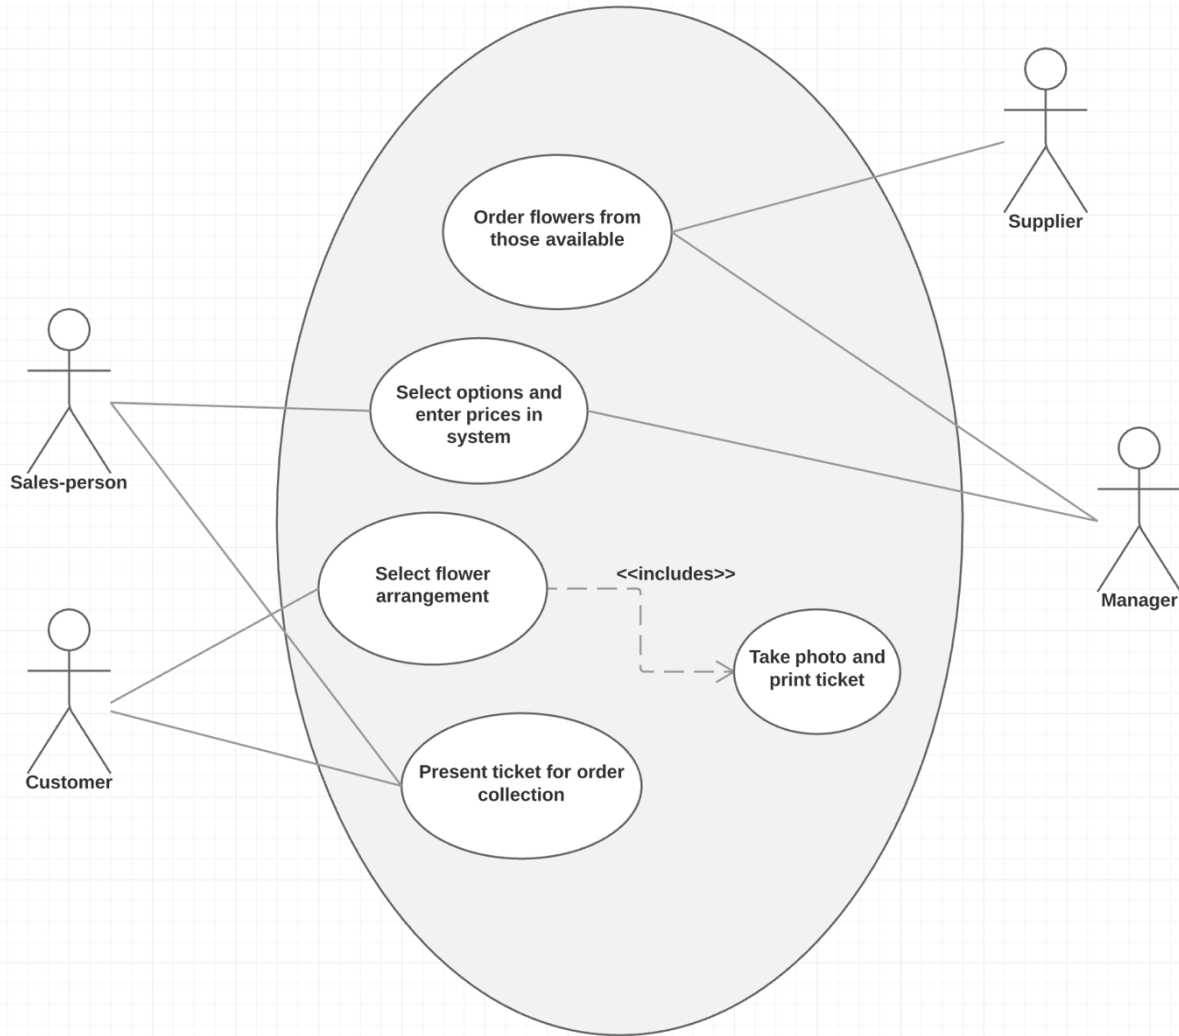 Supplier
Order flowers from
those available
Select options and
enter prices in
system
Sales-person
Select flower
arrangement
<<includes>>
Manager
Take photo and
print ticket
Customer
Present ticket for order
collection